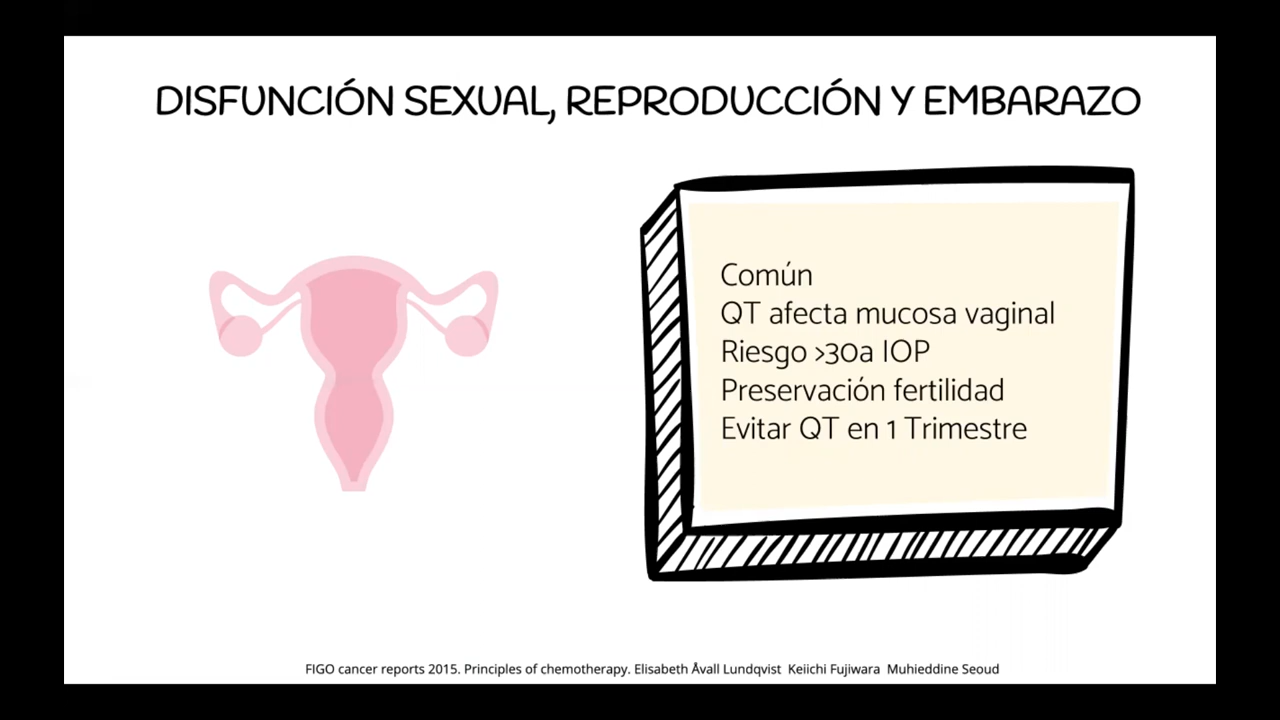 DISFUNCIÓN SEXUAL, REPRODUCCIÓN Y EMBARAZO
Común
QT afecta mucosa vaginal
Riesgo >30a IOP
Preservación fertilidad
Evitar QT en 1 Trimestre
FIGO cancer reports 2015. Principles of chemotherapy. Elisabeth Åvall Lundqvist Keiichi Fujiwara Muhieddine Seoud